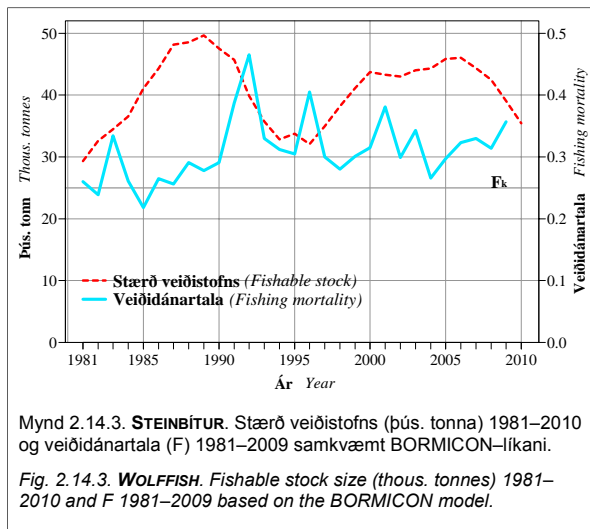 50
40
30
20
10
0
Þús. tonn Thous. tonnes
0.5
0.4
0.3
0.2
0.1
0.0
Veiðidánartala Fishing mortality
Fk
Stærð veiðistofns (Fishable stock)
Veiðidánartala (Fishing mortality)
1981 1985 1990 1995 2000 2005 2010
Ár Year
Mynd 2.14.3. STEINBÍTUR. Stærð veiðistofns (þús. tonna) 1981–2010
og veiðidánartala (F) 1981–2009 samkvæmt BORMICON–líkani.
Fig. 2.14.3. WOLFFISH. Fishable stock size (thous. tonnes) 1981–
2010 and F 1981–2009 based on the BORMICON model.